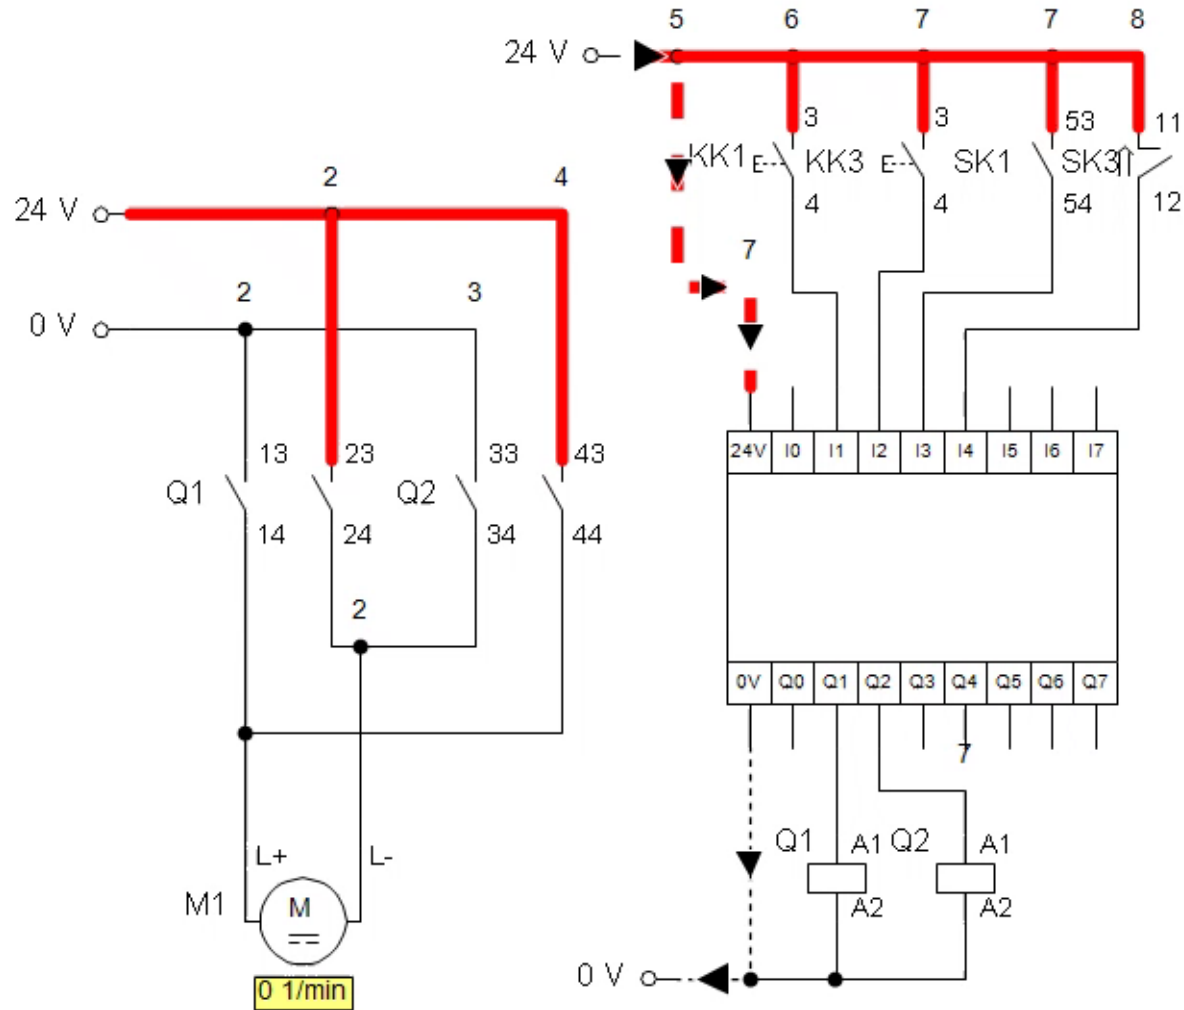 5 6 7 7 8
24 V
3 3 53 11
KK1 E KK3 E SK1 SK3
4 4 54 12
2 4
24 V
7
2 3
0 V
24V I0 I1 I2 I3 I4 I5 I6 I7
13 23 33 43
Q1 Q2
14 24 34 44
2
0V Q0 Q1 Q2 Q3 Q4 Q5 Q6 Q7
7
Q1 A1 Q2 A1
L+ L-
M1 M
A2 A2
0 V
0 1/min